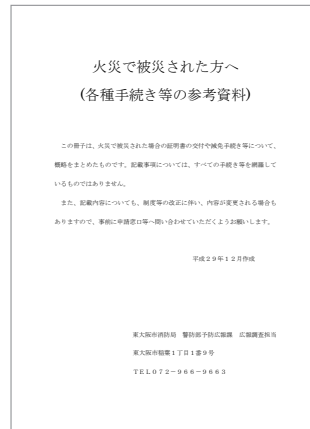 火災で被災された方へ
(各種手続き等の参考資料)
この冊子は、火災で被災された場合の証明書の交付や減免手続き等について、
概略をまとめたものです。記載事項については、すべての手続き等を網羅して
いるものではありません。
また、記載内容についても、制度等の改正に伴い、内容が変更される場合も
ありますので、事前に申請窓口等へ問い合わせていただくようお願いします。
平成29年12月作成
東大阪市消防局 警防部予防広報課 広報調査担当
東大阪市稲葉1丁目1番9号
TEL072-966-9663